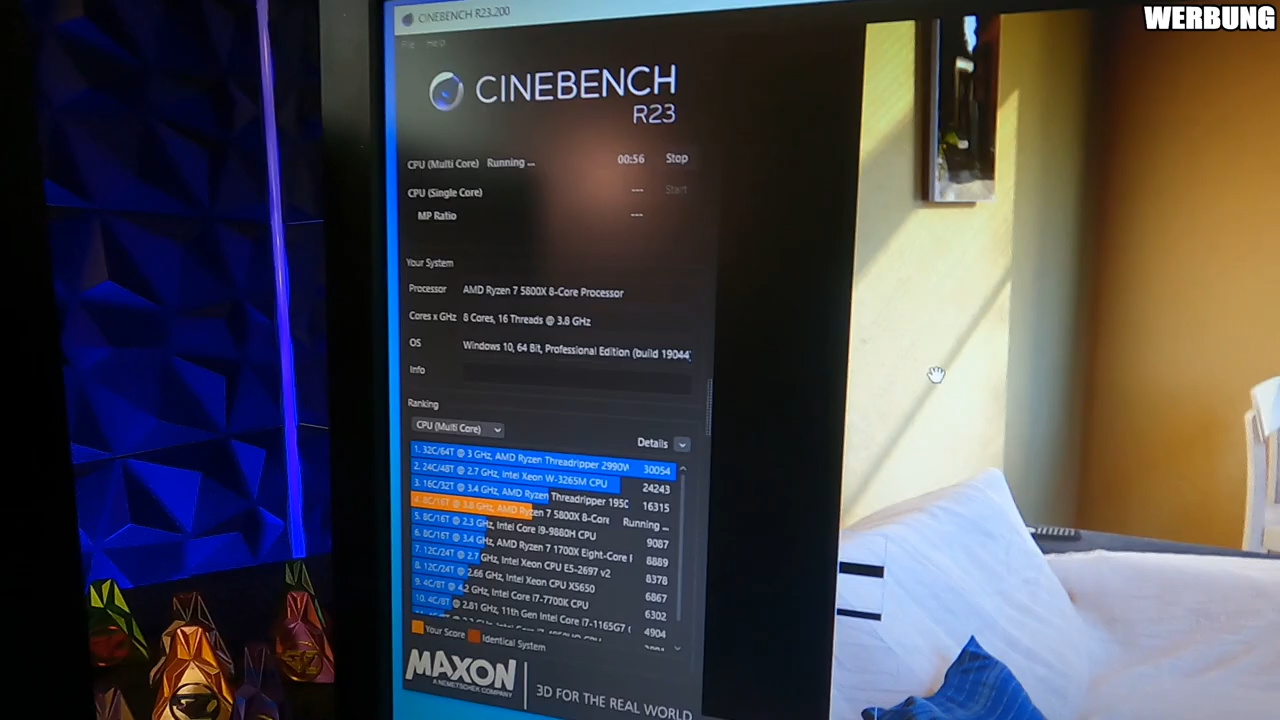 WERBUNG
CINEBENCH R23.200
File Help
CINEBENCH
R23
CPU (Multi Core) Running ... 00:56 Stop
CPU (Single Core) --- Start
MP Ratio ---
Your System
Processor AMD Ryzen 7 5800X 8-Core Processor
Cores x GHz 8 Cores, 16 Threads @ 3.8 GHz
OS Windows 10, 64 Bit, Professional Edition (build 19044
Info
Ranking
CPU (Multi Core) Details
1. 32C/64T @ 3 GHz, AMD Ryzen Threadripper 2990W 30054
2. 24C/48T @ 2.7 GHz, Intel Xeon W-3265M CPU 24243
3. 16C/32T @ 3.4 GHz, AMD Ryzen Threadripper 195 16315
4. 8C/16T @ 3.8 GHz, AMD Ryzen 7 5800X 8-Core Running ...
5. 8C/16T @ 2.3 GHz, Intel Core i9-9880H CPU 9087
6. 8C/16T @ 3.4 GHz, AMD Ryzen 7 1700X Eight-Core 8889
7. 12C/24T @ 2.7 GHz, Intel Xeon CPU E5-2697 v2 8378
8. 12C/24T @ 2.66 GHz, Intel Xeon CPU X5650 6867
9. 4C/8T @ 4.2 GHz, Intel Core i7-7700K CPU 6302
10. 4C/8T @ 2.81 GHz, 11th Gen Intel Core i7-1165G7 4904
Your Score Identical System
MAXON
A NEMETSCHEK COMPANY
3D FOR THE REAL WORLD